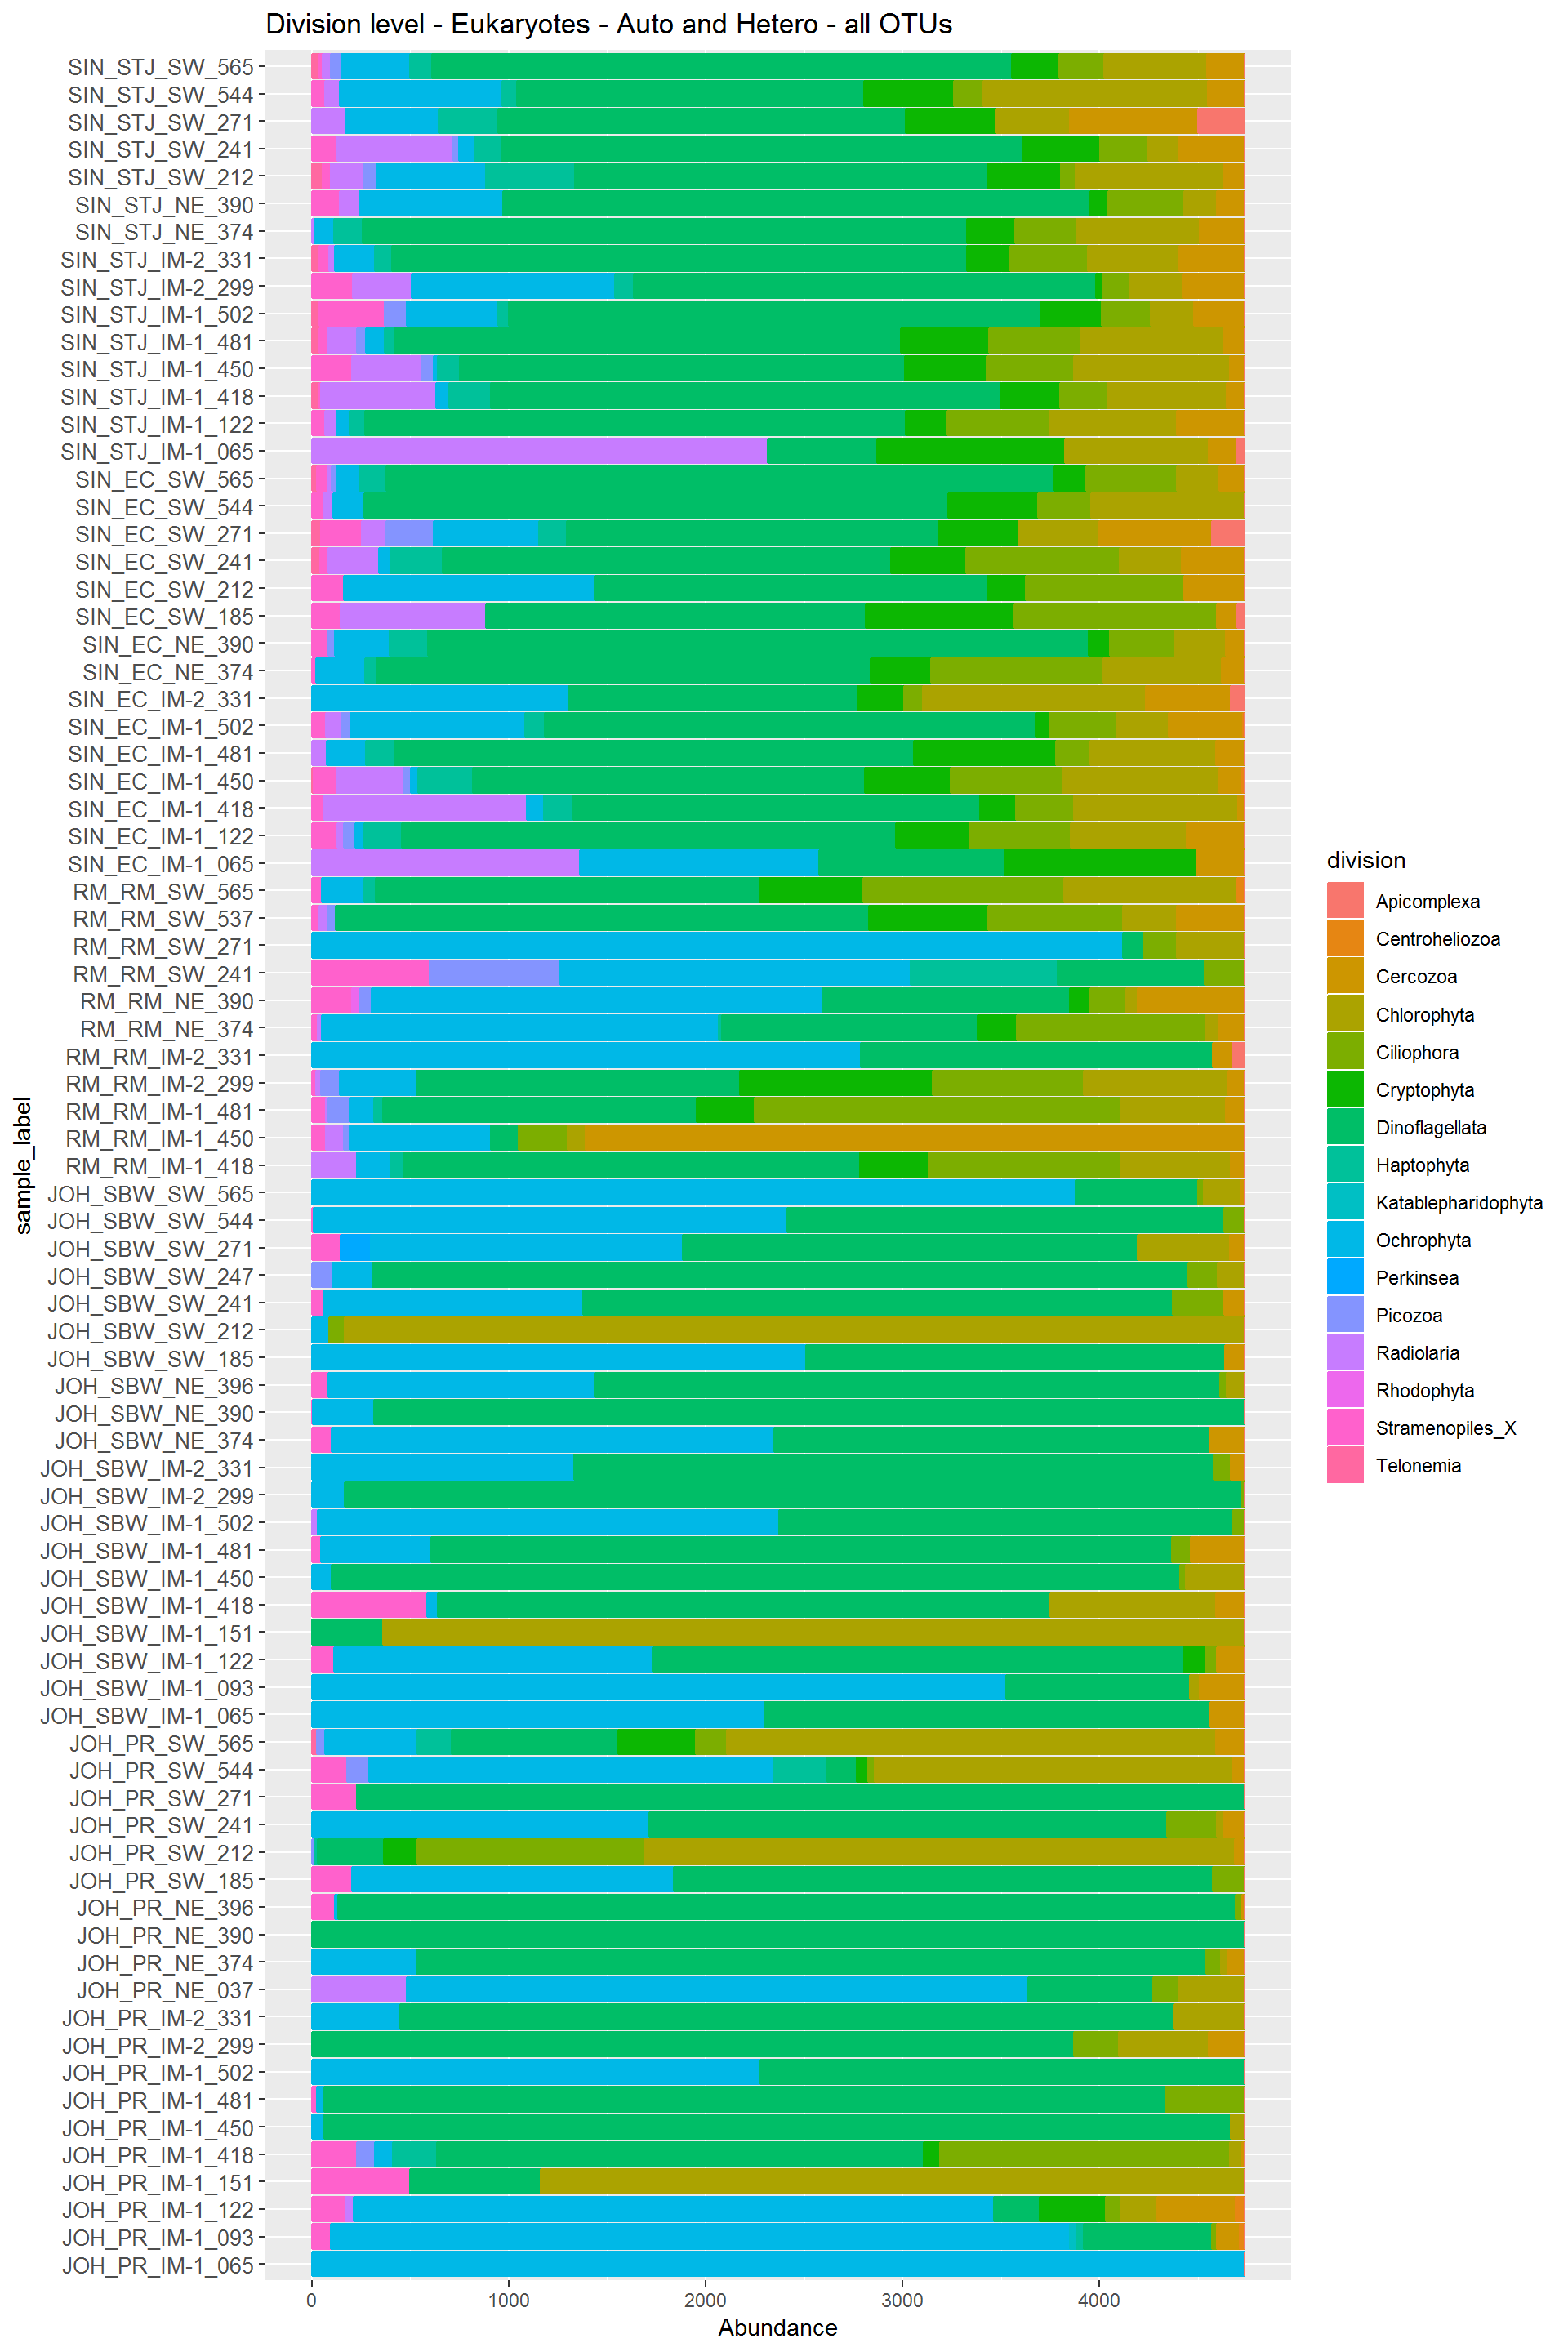 Division level - Eukaryotes - Auto and Hetero - all OTUs
SIN_STJ_SW_565
SIN_STJ_SW_544
SIN_STJ_SW_271
SIN_STJ_SW_241
SIN_STJ_SW_212
SIN_STJ_NE_390
SIN_STJ_NE_374
SIN_STJ_IM-2_331
SIN_STJ_IM-2_299
SIN_STJ_IM-1_502
SIN_STJ_IM-1_481
SIN_STJ_IM-1_450
SIN_STJ_IM-1_418
SIN_STJ_IM-1_122
SIN_STJ_IM-1_065
SIN_EC_SW_565
SIN_EC_SW_544
SIN_EC_SW_271
SIN_EC_SW_241
SIN_EC_SW_212
SIN_EC_SW_185
SIN_EC_NE_390
SIN_EC_NE_374
SIN_EC_IM-2_331
SIN_EC_IM-1_502
SIN_EC_IM-1_481
SIN_EC_IM-1_450
SIN_EC_IM-1_418
SIN_EC_IM-1_122
SIN_EC_IM-1_065
RM_RM_SW_565
RM_RM_SW_537
RM_RM_SW_271
RM_RM_SW_241
RM_RM_NE_390
RM_RM_NE_374
RM_RM_IM-2_331
RM_RM_IM-2_299
RM_RM_IM-1_481
RM_RM_IM-1_450
RM_RM_IM-1_418
JOH_SBW_SW_565
JOH_SBW_SW_544
JOH_SBW_SW_271
JOH_SBW_SW_247
JOH_SBW_SW_241
JOH_SBW_SW_212
JOH_SBW_SW_185
JOH_SBW_NE_396
JOH_SBW_NE_390
JOH_SBW_NE_374
JOH_SBW_IM-2_331
JOH_SBW_IM-2_299
JOH_SBW_IM-1_502
JOH_SBW_IM-1_481
JOH_SBW_IM-1_450
JOH_SBW_IM-1_418
JOH_SBW_IM-1_151
JOH_SBW_IM-1_122
JOH_SBW_IM-1_093
JOH_SBW_IM-1_065
JOH_PR_SW_565
JOH_PR_SW_544
JOH_PR_SW_271
JOH_PR_SW_241
JOH_PR_SW_212
JOH_PR_SW_185
JOH_PR_NE_396
JOH_PR_NE_390
JOH_PR_NE_374
JOH_PR_NE_037
JOH_PR_IM-2_331
JOH_PR_IM-2_299
JOH_PR_IM-1_502
JOH_PR_IM-1_481
JOH_PR_IM-1_450
JOH_PR_IM-1_418
JOH_PR_IM-1_151
JOH_PR_IM-1_122
JOH_PR_IM-1_093
JOH_PR_IM-1_065
sample_label
0 1000 2000 3000 4000
Abundance
division
Apicomplexa
Centroheliozoa
Cercozoa
Chlorophyta
Ciliophora
Cryptophyta
Dinoflagellata
Haptophyta
Katablepharidophyta
Ochrophyta
Perkinsea
Picozoa
Radiolaria
Rhodophyta
Stramenopiles_X
Telonemia